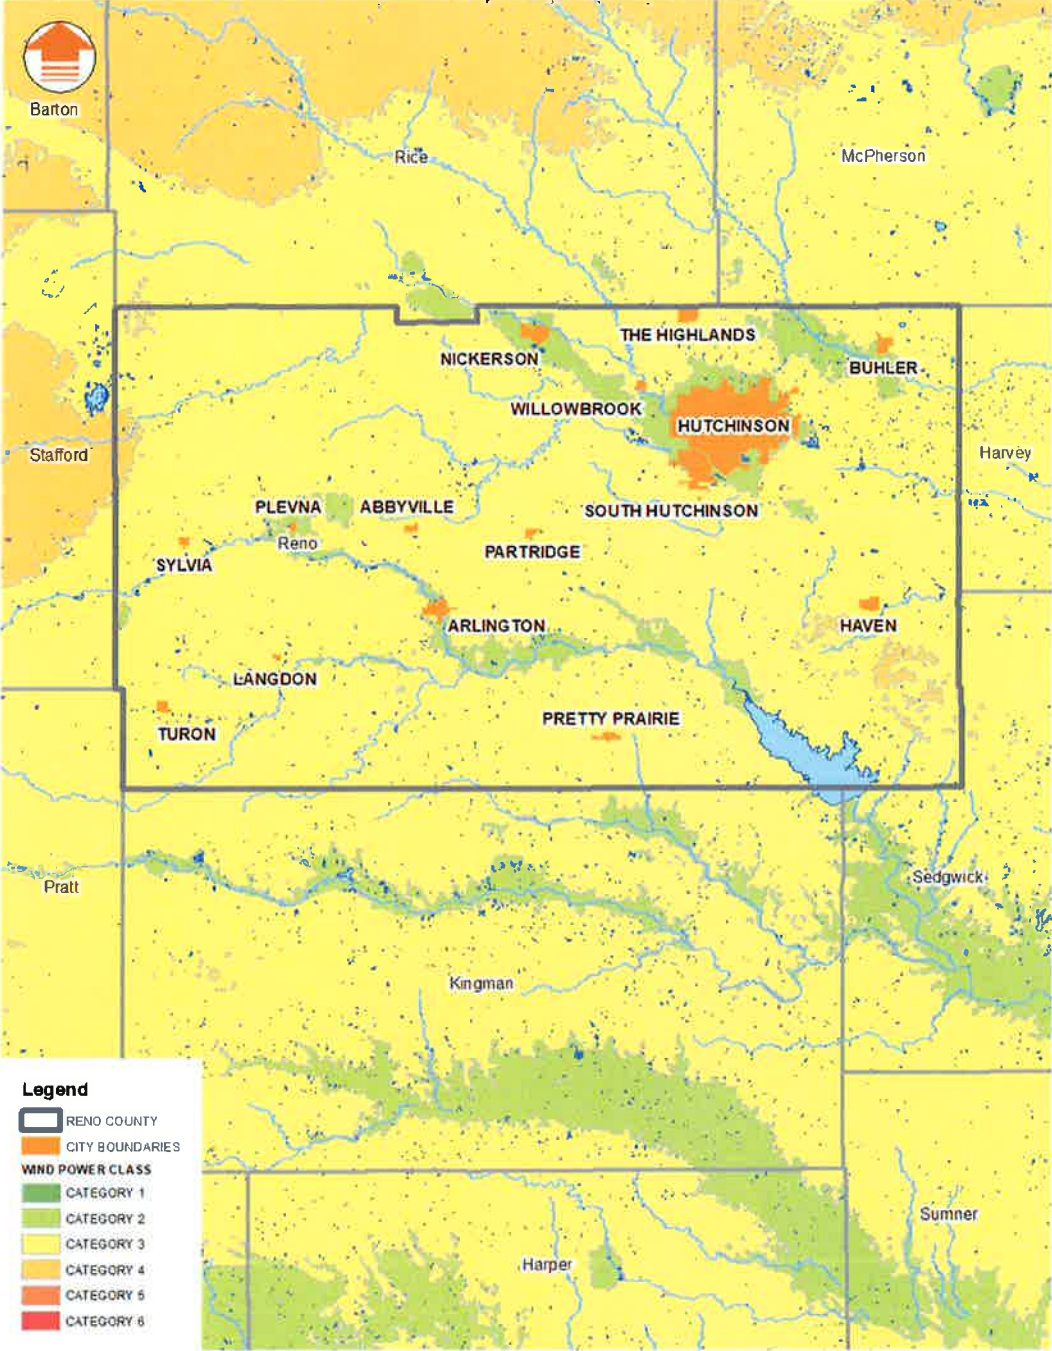 Barton
Rice
McPherson
THE HIGHLANDS
NICKERSON
BUHLER
WILLOWBROOK
HUTCHINSON
Stafford
Harvey
PLEVNA
ABBYVILLE
SOUTH HUTCHINSON
Reno
PARTRIDGE
SYLVIA
ARLINGTON
HAVEN
LANGDON
PRETTY PRAIRIE
TURON
Pratt
Sedgwick
Kingman
Sumner
Harper
Legend
RENO COUNTY
CITY BOUNDARIES
WIND POWER CLASS
CATEGORY 1
CATEGORY 2
CATEGORY 3
CATEGORY 4
CATEGORY 5
CATEGORY 6